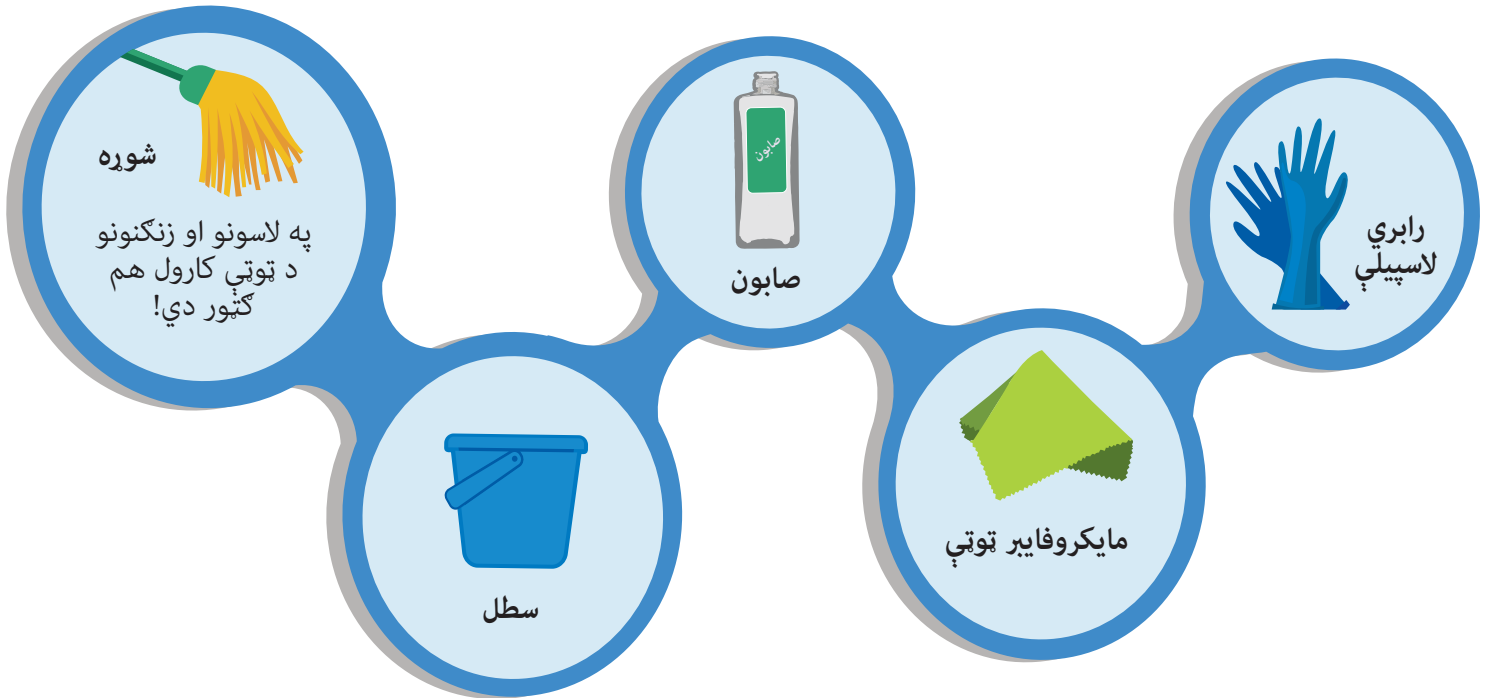 رابري
لاسپيلې
مايکروفايبر ټوټې
صابون
صابون
سطل
شوړه
په لاسونو او زنګنونو
د ټوټې کارول هم
ګټور دي!